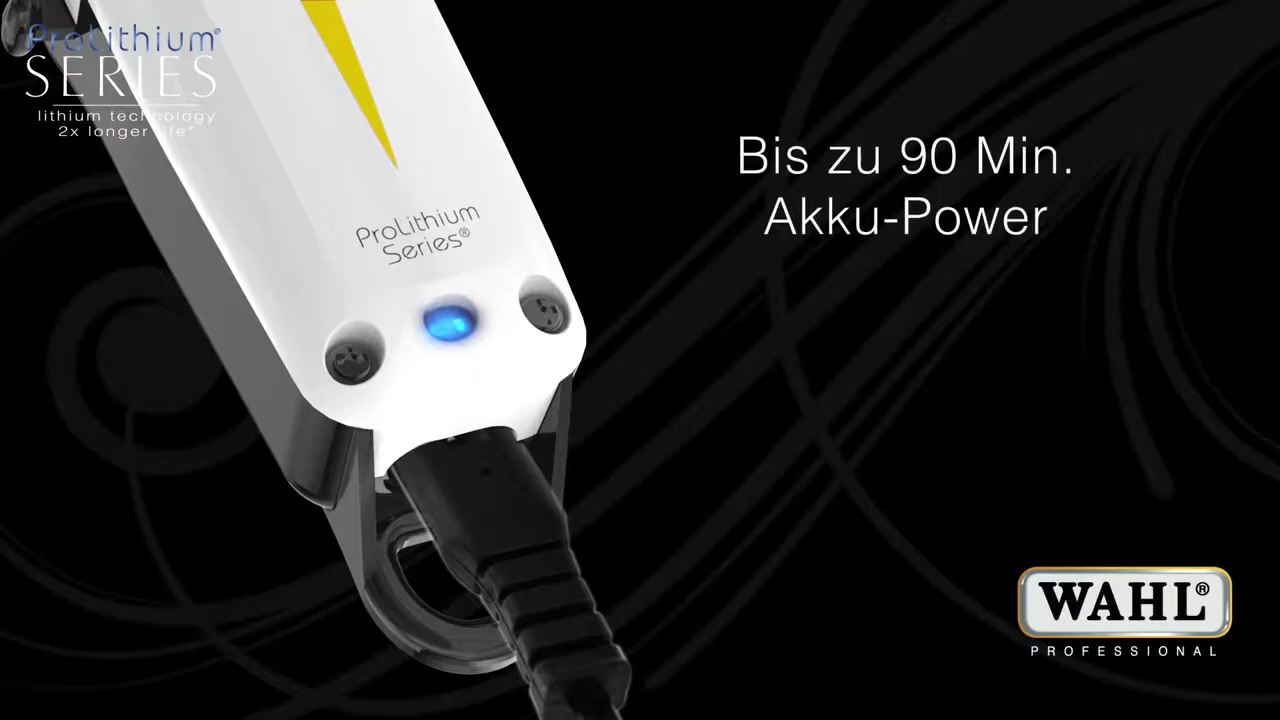 ProLithium®
SERIES
lithium technology
2x longer life*
Bis zu 90 Min.
Akku-Power
ProLithium
Series®
WAHL®
PROFESSIONAL